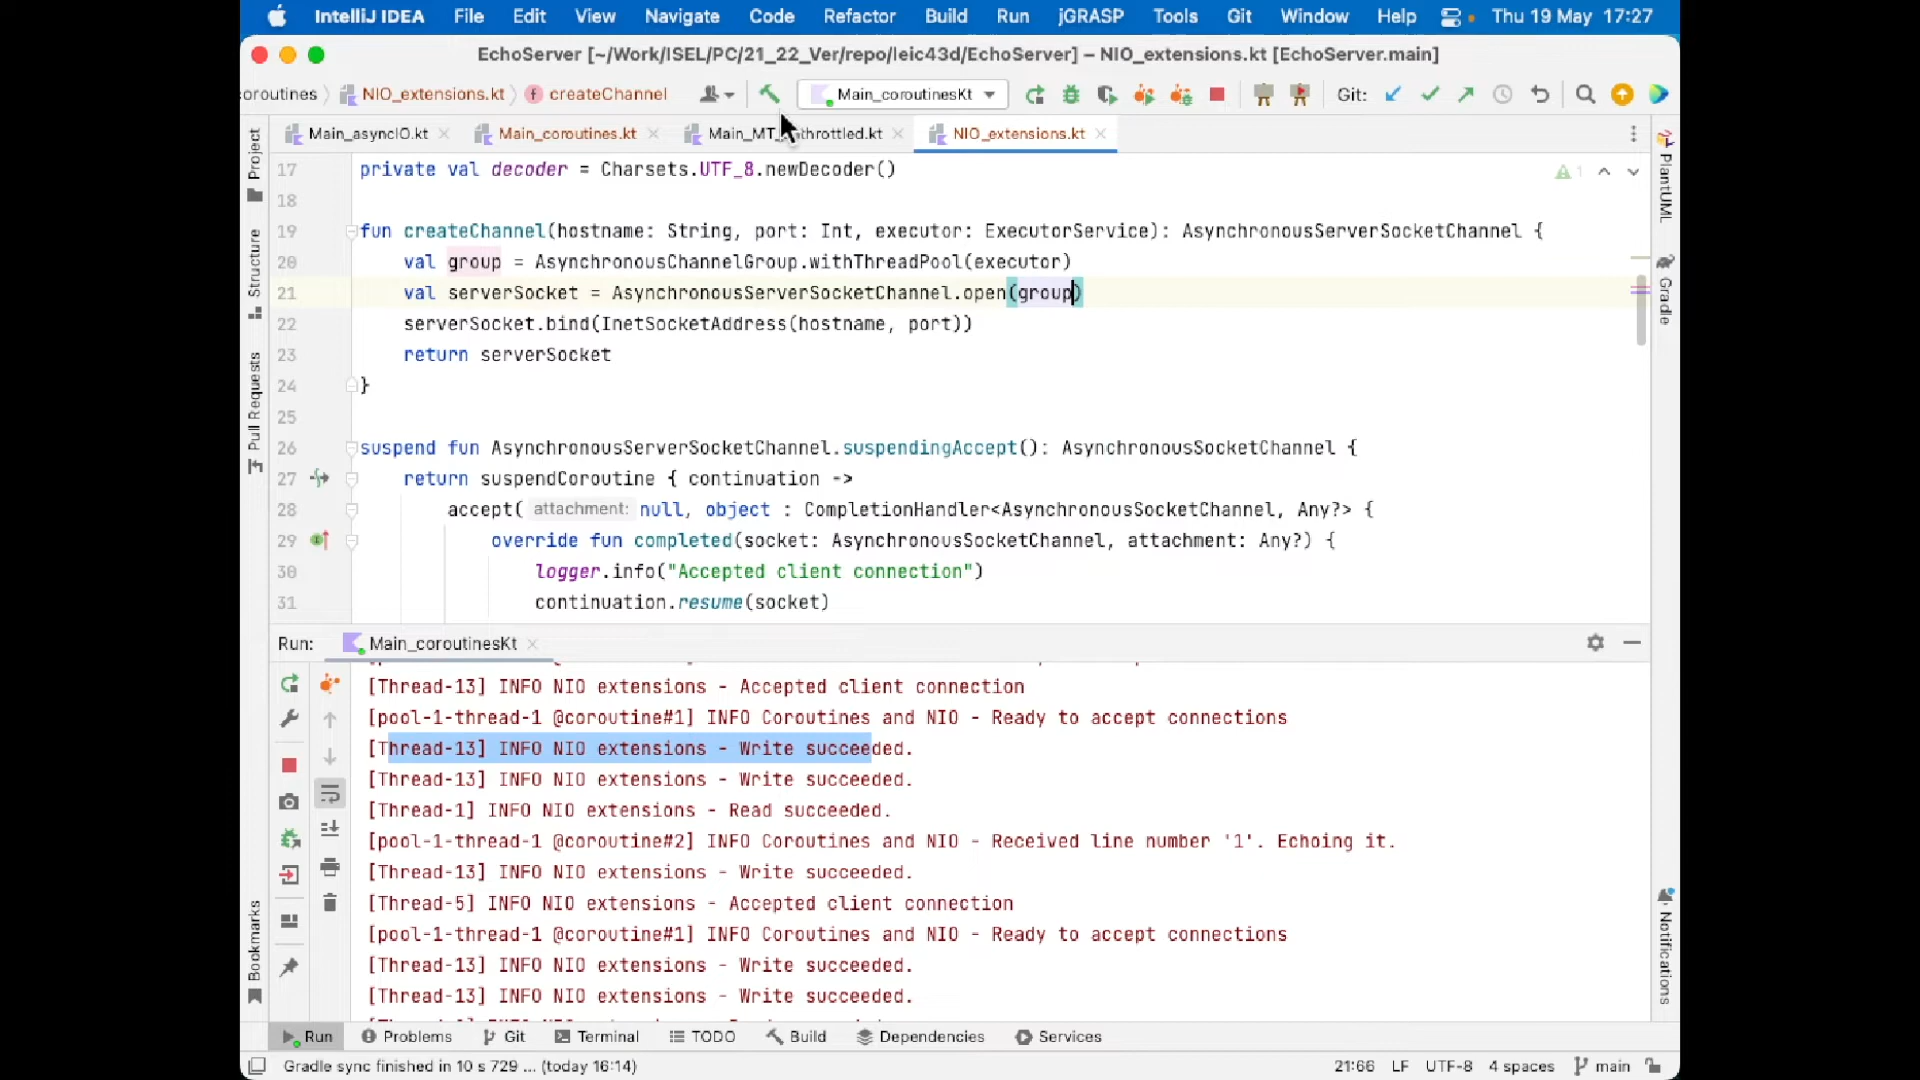 IntelliJ IDEA File Edit View Navigate Code Refactor Build Run jGRASP Tools Git Window Help Thu 19 May 17:27
EchoServer [~/Work/ISEL/PC/21_22_Ver/repo/leic43d/EchoServer] – NIO_extensions.kt [EchoServer.main]
oroutines NIO_extensions.kt createChannel Main_coroutinesKt Git:
Main_asyncIO.kt Main_coroutines.kt Main_MT_ throttled.kt NIO_extensions.kt
Project
Structure
Pull Requests
Bookmarks
17 private val decoder = Charsets.UTF_8.newDecoder() 1
18
19 fun createChannel(hostname: String, port: Int, executor: ExecutorService): AsynchronousServerSocketChannel {
20 val group = AsynchronousChannelGroup.withThreadPool(executor)
21 val serverSocket = AsynchronousServerSocketChannel.open(group)
22 serverSocket.bind(InetSocketAddress(hostname, port))
23 return serverSocket
24 }
25
26 suspend fun AsynchronousServerSocketChannel.suspendingAccept(): AsynchronousSocketChannel {
27 return suspendCoroutine { continuation ->
28 accept( attachment: null, object : CompletionHandler<AsynchronousSocketChannel, Any?> {
29 override fun completed(socket: AsynchronousSocketChannel, attachment: Any?) {
30 logger.info("Accepted client connection")
31 continuation.resume(socket)
PlantUML
Gradle
Notifications
Run: Main_coroutinesKt
[Thread-13] INFO NIO extensions - Accepted client connection
[pool-1-thread-1 @coroutine#1] INFO Coroutines and NIO - Ready to accept connections
[Thread-13] INFO NIO extensions - Write succeeded.
[Thread-13] INFO NIO extensions - Write succeeded.
[Thread-1] INFO NIO extensions - Read succeeded.
[pool-1-thread-1 @coroutine#2] INFO Coroutines and NIO - Received line number '1'. Echoing it.
[Thread-13] INFO NIO extensions - Write succeeded.
[Thread-5] INFO NIO extensions - Accepted client connection
[pool-1-thread-1 @coroutine#1] INFO Coroutines and NIO - Ready to accept connections
[Thread-13] INFO NIO extensions - Write succeeded.
[Thread-13] INFO NIO extensions - Write succeeded.
Run Problems Git Terminal TODO Build Dependencies Services
Gradle sync finished in 10 s 729 ... (today 16:14) 21:66 LF UTF-8 4 spaces main